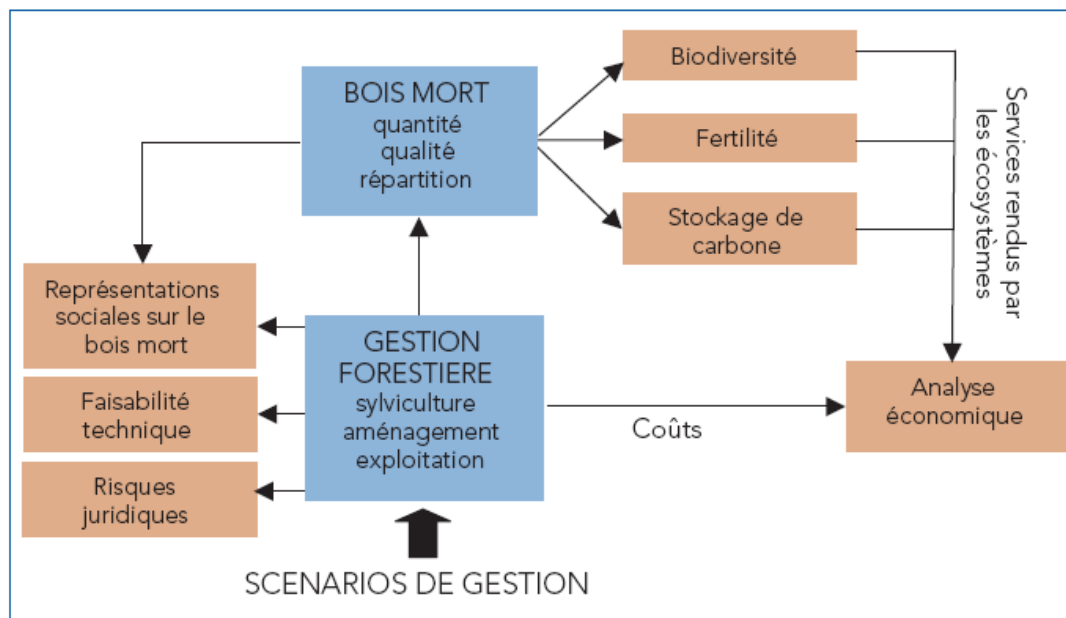 BOIS MORT
quantité
qualité
répartition
Biodiversité
Fertilité
Stockage de
carbone
Services rendus par
les écosystèmes
Représentations
sociales sur le
bois mort
Faisabilité
technique
Risques
juridiques
GESTION
FORESTIERE
sylviculture
aménagement
exploitation
Coûts
Analyse
économique
SCENARIOS DE GESTION